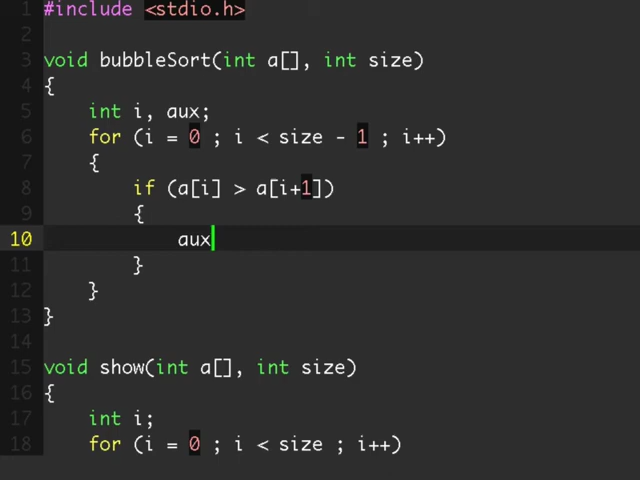 1 #include <stdio.h>
2
3 void bubbleSort(int a[], int size)
4 {
5     int i, aux;
6     for (i = 0 ; i < size - 1 ; i++)
7     {
8         if (a[i] > a[i+1])
9         {
10             aux
11         }
12     }
13 }
14
15 void show(int a[], int size)
16 {
17     int i;
18     for (i = 0 ; i < size ; i++)